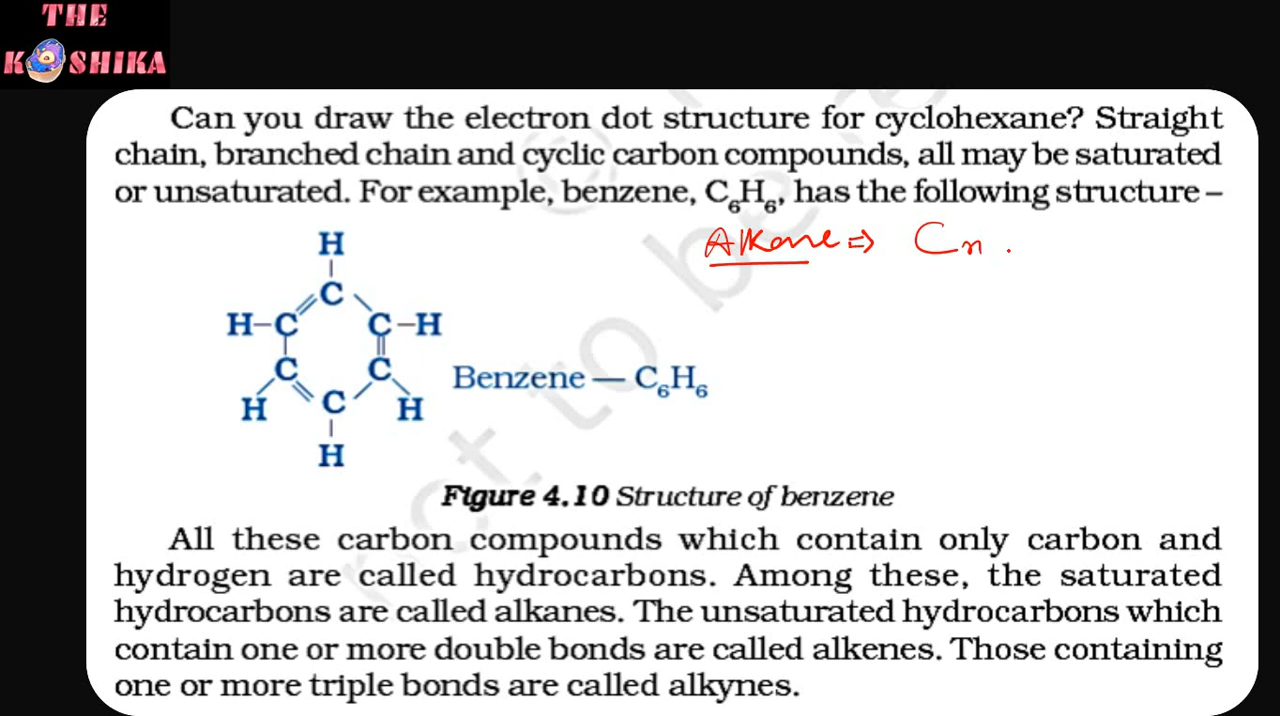 THE
KOSHIKA
Can you draw the electron dot structure for cyclohexane? Straight
chain, branched chain and cyclic carbon compounds, all may be saturated
or unsaturated. For example, benzene, C₆H₆, has the following structure –
Alkane ⇒ Cn .
H
C
H–C C–H
C C
Benzene — C₆H₆
H C H
H
Figure 4.10 Structure of benzene
All these carbon compounds which contain only carbon and
hydrogen are called hydrocarbons. Among these, the saturated
hydrocarbons are called alkanes. The unsaturated hydrocarbons which
contain one or more double bonds are called alkenes. Those containing
one or more triple bonds are called alkynes.